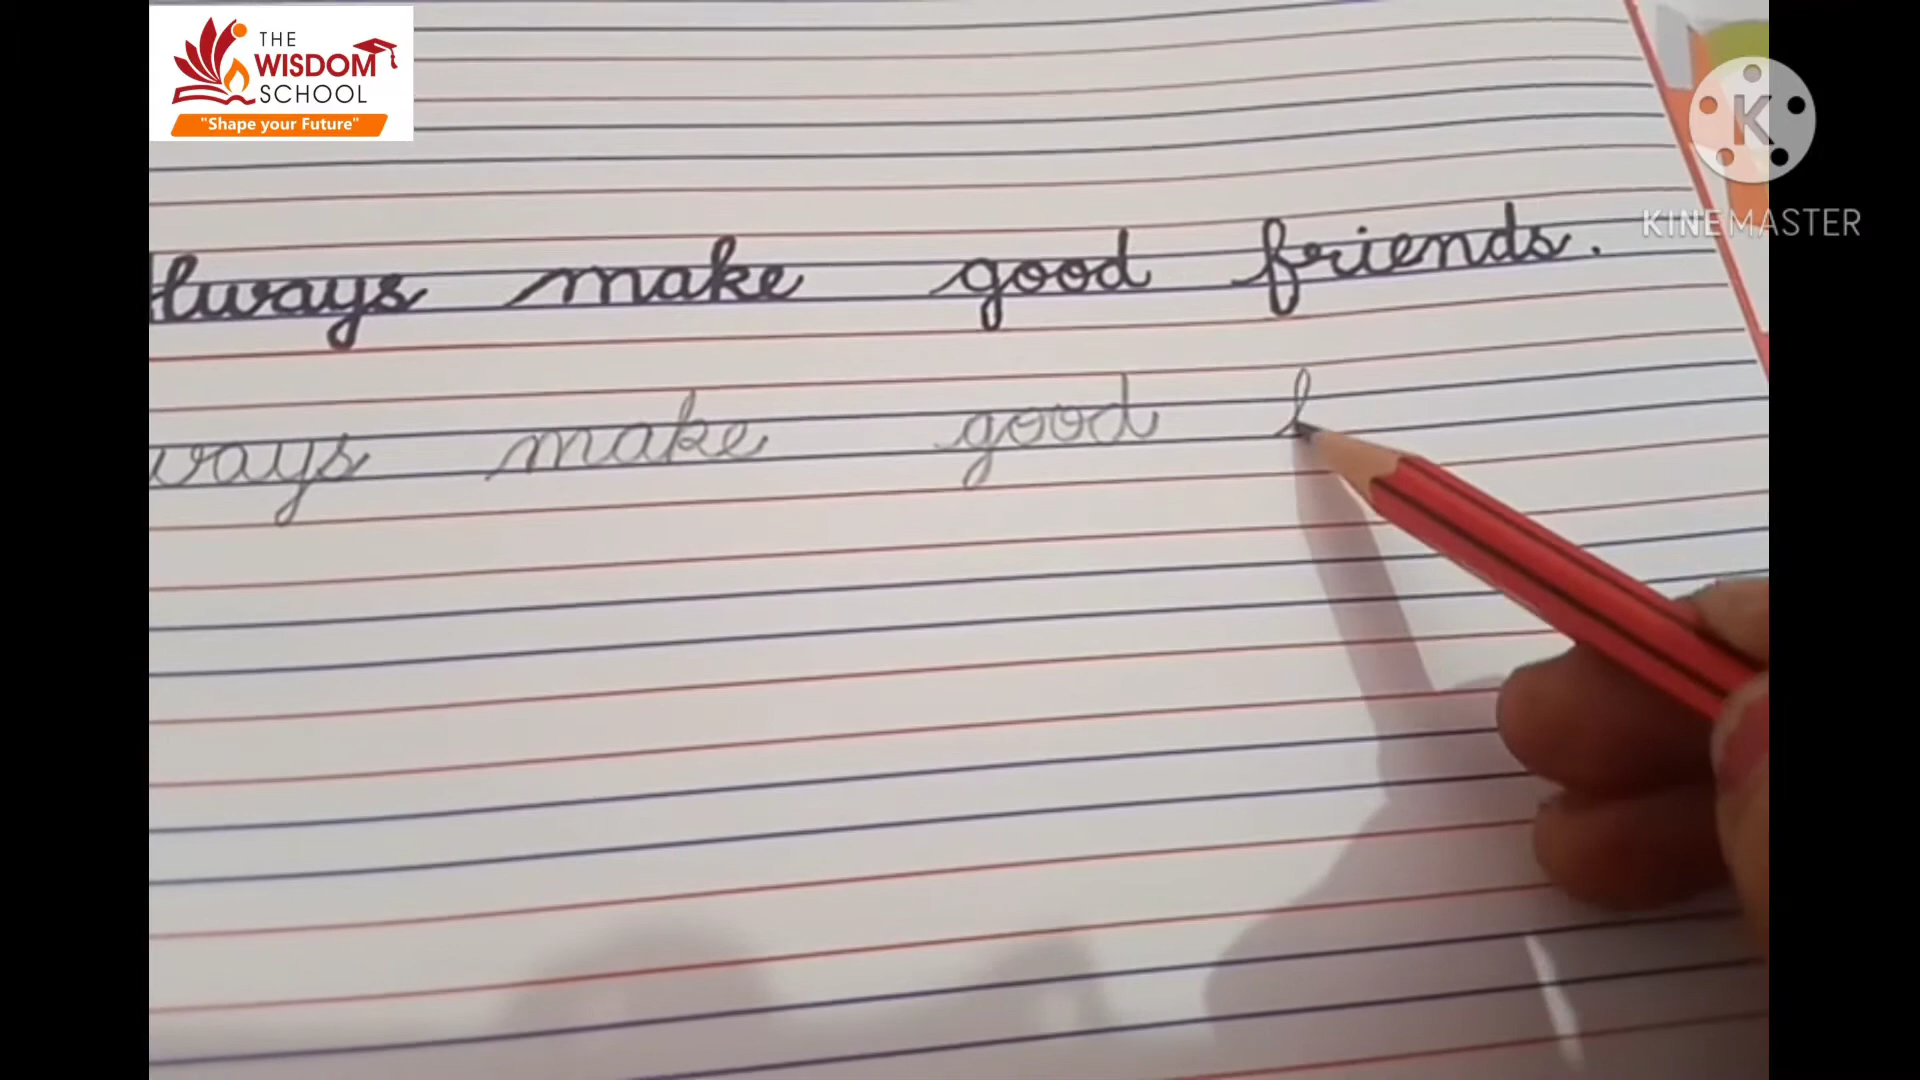 THE
WISDOM
SCHOOL
"Shape your Future"
K
KINEMASTER
lways make good friends.
ways make good f